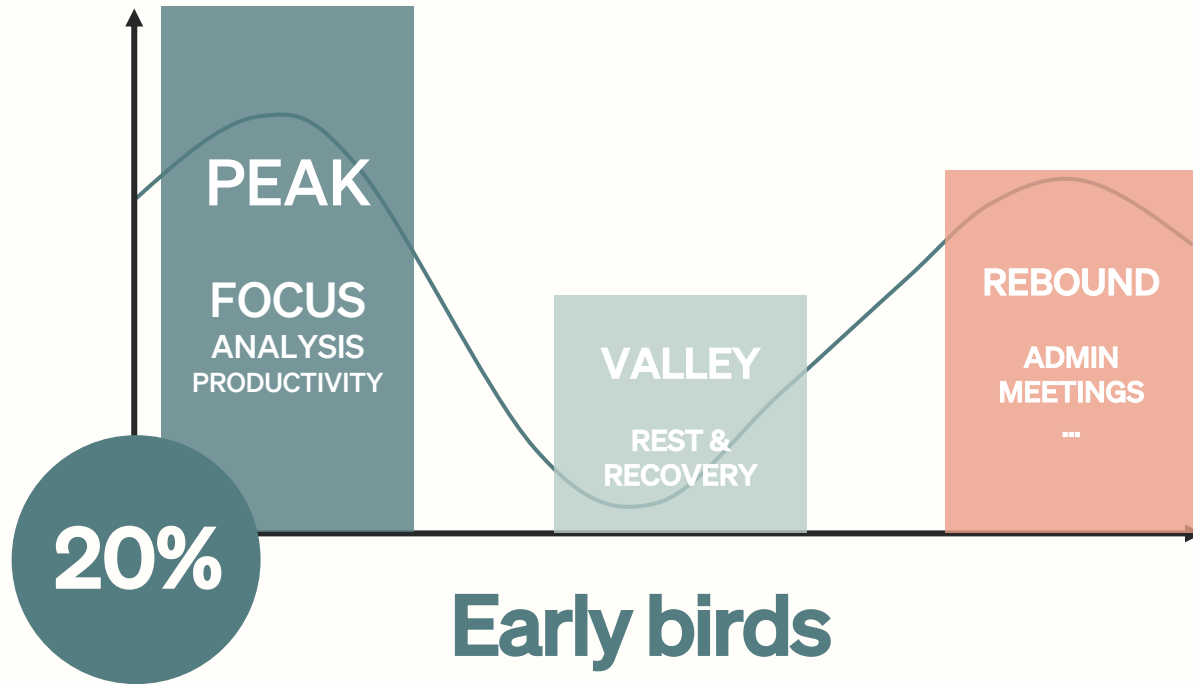 PEAK
FOCUS
ANALYSIS
PRODUCTIVITY
VALLEY
REST &
RECOVERY
REBOUND
ADMIN
MEETINGS
...
20%
Early birds